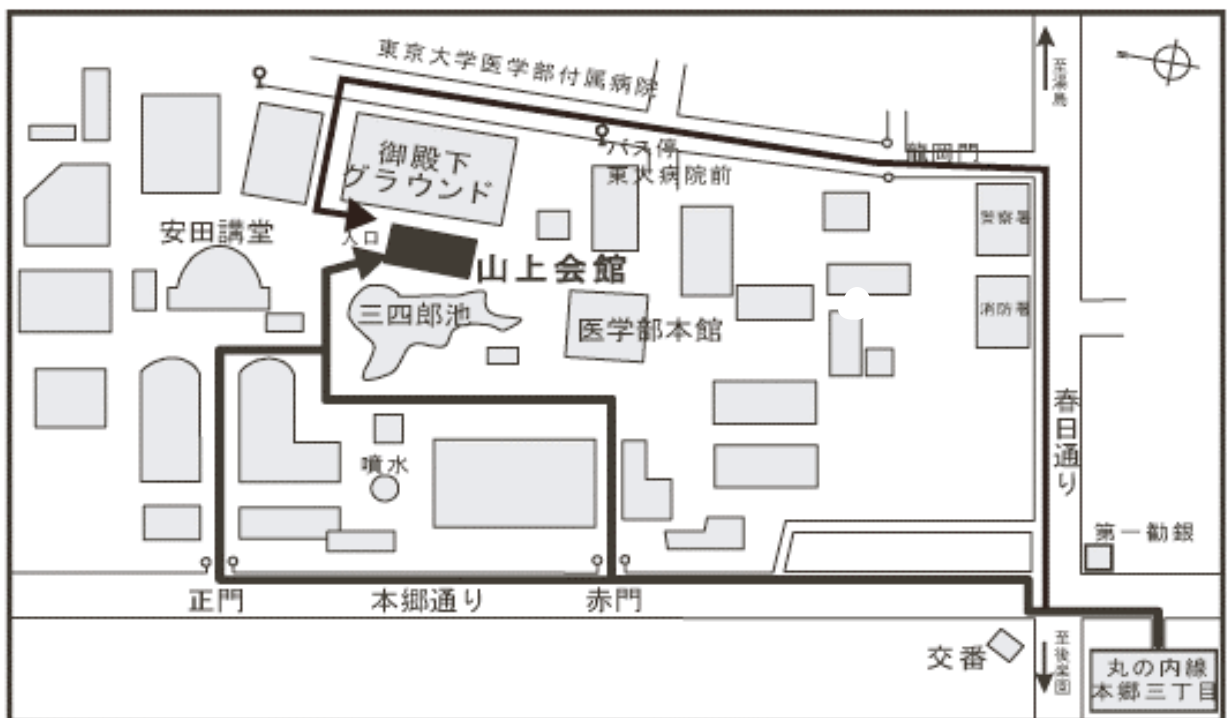 東京大学医学部付属病院
至湯島
御殿下
グラウンド
バス停
東大病院前
龍岡門
警察署
安田講堂
入口
山上会館
三四郎池
医学部本館
消防署
春日通り
噴水
第一勧銀
正門
本郷通り
赤門
交番
至後楽園
丸の内線
本郷三丁目